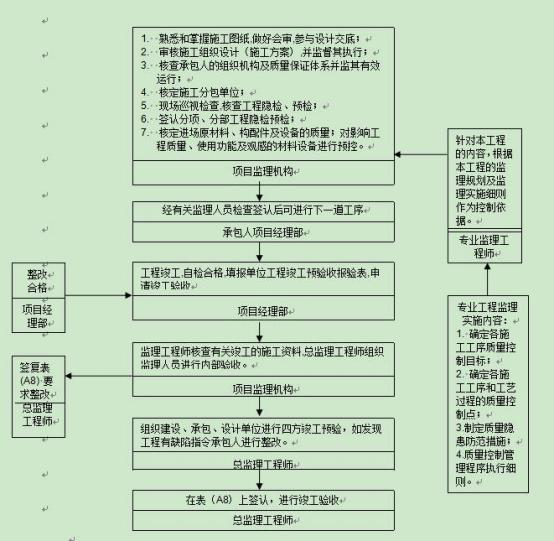 1. 熟悉和掌握施工图纸,做好会审,参与设计交底；
2. 审核施工组织设计（施工方案）,并监督其执行；
3. 核查承包人的组织机构及质量保证体系并监其有效
运行；
4. 核定施工分包单位；
5. 现场巡视检查,核查工程隐检、预检；
6. 签认分项、分部工程隐检预检；
7. 核定进场原材料、构配件及设备的质量；对影响工
程质量、使用功能及观感的材料设备进行预控。
项目监理机构
针对本工程
的内容,根据
本工程的监
理规划及监
理实施细则
作为控制依
据。
专业监理工
程师
经有关监理人员检查签认后可进行下一道工序
承包人项目经理部
整改
合格
项目经
理部
工程竣工,自检合格,填报单位工程竣工预验收报验表,申
请竣工验收
项目经理部
专业工程监理
实施内容：
1. 确定各施
工工序质量控
制目标；
2. 确定各施
工工序和工艺
过程的质量控
制点；
3.制定质量隐
患防范措施；
4.质量控制管
理程序执行细
则。
监理工程师核查有关竣工的施工资料,总监理工程师组织
监理人员进行内部验收。
项目监理机构
签复表
(A8) 要
求整改
总监理
工程师
组织建设、承包、设计单位进行四方竣工预验，如发现
工程有缺陷指令承包人进行整改。
总监理工程师
在表（A8）上签认，进行竣工验收
总监理工程师